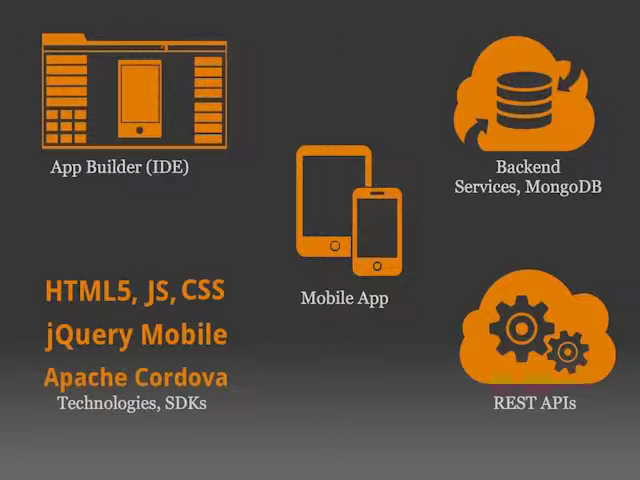 App Builder (IDE)
Backend
Services, MongoDB
Mobile App
HTML5, JS, CSS
jQuery Mobile
Apache Cordova
Technologies, SDKs
REST APIs